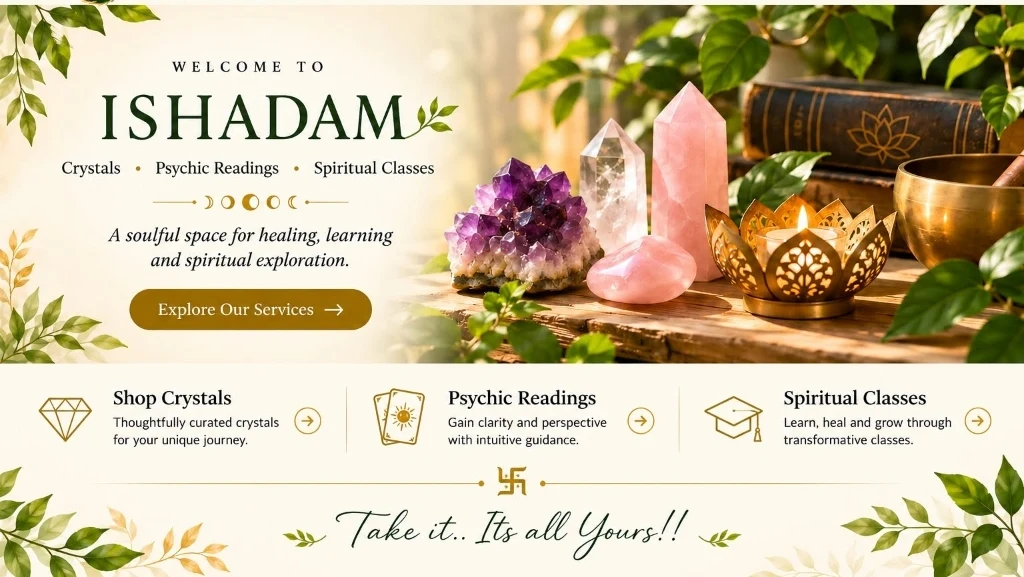 WELCOME TO
ISHADAM
Crystals • Psychic Readings • Spiritual Classes
A soulful space for healing, learning
and spiritual exploration.
Explore Our Services →
Shop Crystals
Thoughtfully curated crystals
for your unique journey.
Psychic Readings
Gain clarity and perspective
with intuitive guidance.
Spiritual Classes
Learn, heal and grow through
transformative classes.
Take it.. Its all Yours!!